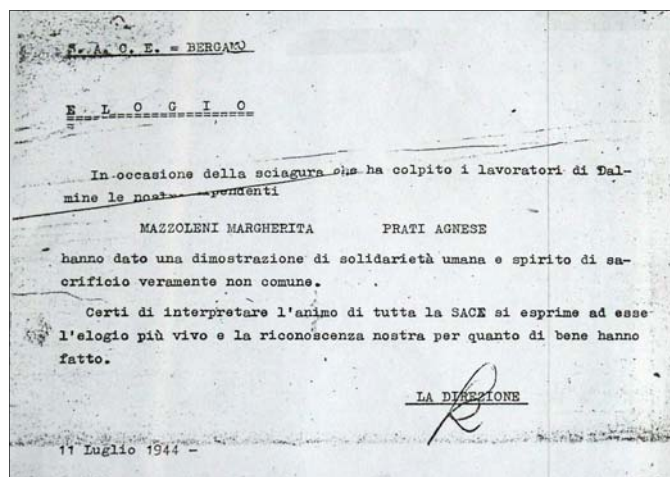 S. A. C. E. = BERGAMO
E L O G I O
In occasione della sciagura che ha colpito i lavoratori di Dal-
mine le nostre dipendenti
MAZZOLENI MARGHERITA PRATI AGNESE
hanno dato una dimostrazione di solidarietà umana e spirito di sa-
crificio veramente non comune.
Certi di interpretare l'animo di tutta la SACE si esprime ad esse
l'elogio più vivo e la riconoscenza nostra per quanto di bene hanno
fatto.
LA DIREZIONE
11 Luglio 1944 -